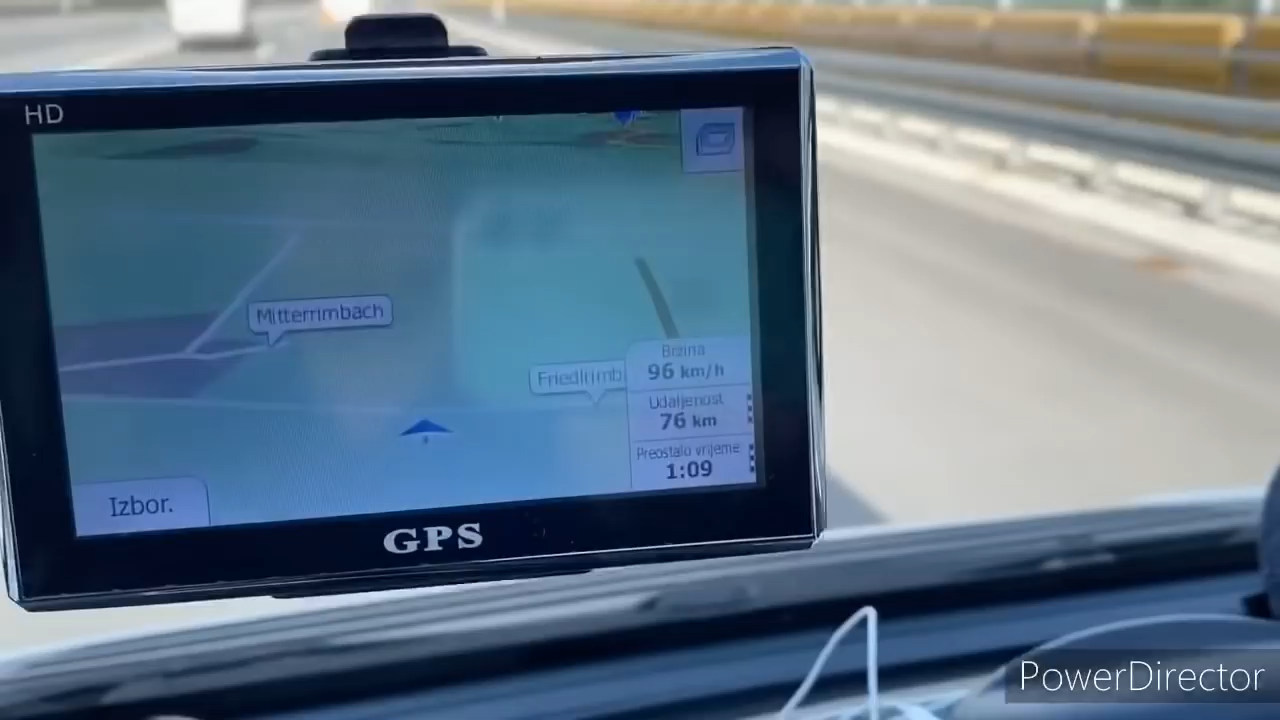 HD
Mitterrimbach
Brzina
96 km/h
Udaljenost
76 km
Preostalo vrijeme
1:09
Izbor.
GPS
PowerDirector